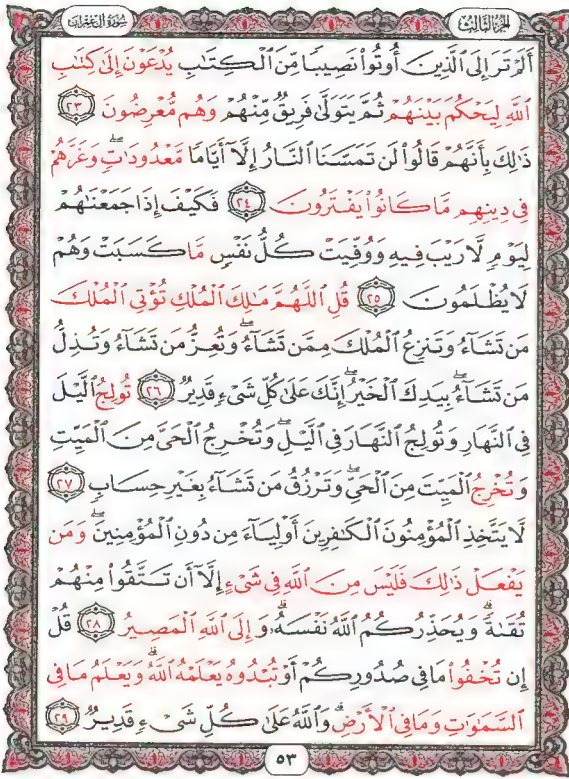 الجزء الثالث
سورة آل عمران
أَلَمْ تَرَ إِلَى ٱلَّذِينَ أُوتُوا۟ نَصِيبًا مِّنَ ٱلْكِتَـٰبِ يُدْعَوْنَ إِلَىٰ كِتَـٰبِ
ٱللَّهِ لِيَحْكُمَ بَيْنَهُمْ ثُمَّ يَتَوَلَّىٰ فَرِيقٌ مِّنْهُمْ وَهُم مُّعْرِضُونَ ٢٣
ذَٰلِكَ بِأَنَّهُمْ قَالُوا۟ لَن تَمَسَّنَا ٱلنَّارُ إِلَّآ أَيَّامًا مَّعْدُودَٰتٍۖ وَغَرَّهُمْ
فِى دِينِهِم مَّا كَانُوا۟ يَفْتَرُونَ ٢٤ فَكَيْفَ إِذَا جَمَعْنَـٰهُمْ
لِيَوْمٍ لَّا رَيْبَ فِيهِ وَوُفِّيَتْ كُلُّ نَفْسٍ مَّا كَسَبَتْ وَهُمْ
لَا يُظْلَمُونَ ٢٥ قُلِ ٱللَّهُمَّ مَـٰلِكَ ٱلْمُلْكِ تُؤْتِى ٱلْمُلْكَ
مَن تَشَآءُ وَتَنزِعُ ٱلْمُلْكَ مِمَّن تَشَآءُۖ وَتُعِزُّ مَن تَشَآءُ وَتُذِلُّ
مَن تَشَآءُۖ بِيَدِكَ ٱلْخَيْرُۖ إِنَّكَ عَلَىٰ كُلِّ شَىْءٍ قَدِيرٌ ٢٦ تُولِجُ ٱلَّيْلَ
فِى ٱلنَّهَارِ وَتُولِجُ ٱلنَّهَارَ فِى ٱلَّيْلِۖ وَتُخْرِجُ ٱلْحَىَّ مِنَ ٱلْمَيِّتِ
وَتُخْرِجُ ٱلْمَيِّتَ مِنَ ٱلْحَىِّۖ وَتَرْزُقُ مَن تَشَآءُ بِغَيْرِ حِسَابٍ ٢٧
لَّا يَتَّخِذِ ٱلْمُؤْمِنُونَ ٱلْكَـٰفِرِينَ أَوْلِيَآءَ مِن دُونِ ٱلْمُؤْمِنِينَۖ وَمَن
يَفْعَلْ ذَٰلِكَ فَلَيْسَ مِنَ ٱللَّهِ فِى شَىْءٍ إِلَّآ أَن تَتَّقُوا۟ مِنْهُمْ
تُقَىٰةًۗ وَيُحَذِّرُكُمُ ٱللَّهُ نَفْسَهُۥۗ وَإِلَى ٱللَّهِ ٱلْمَصِيرُ ٢٨ قُلْ
إِن تُخْفُوا۟ مَا فِى صُدُورِكُمْ أَوْ تُبْدُوهُ يَعْلَمْهُ ٱللَّهُۗ وَيَعْلَمُ مَا فِى
ٱلسَّمَـٰوَٰتِ وَمَا فِى ٱلْأَرْضِۗ وَٱللَّهُ عَلَىٰ كُلِّ شَىْءٍ قَدِيرٌ ٢٩
٥٣